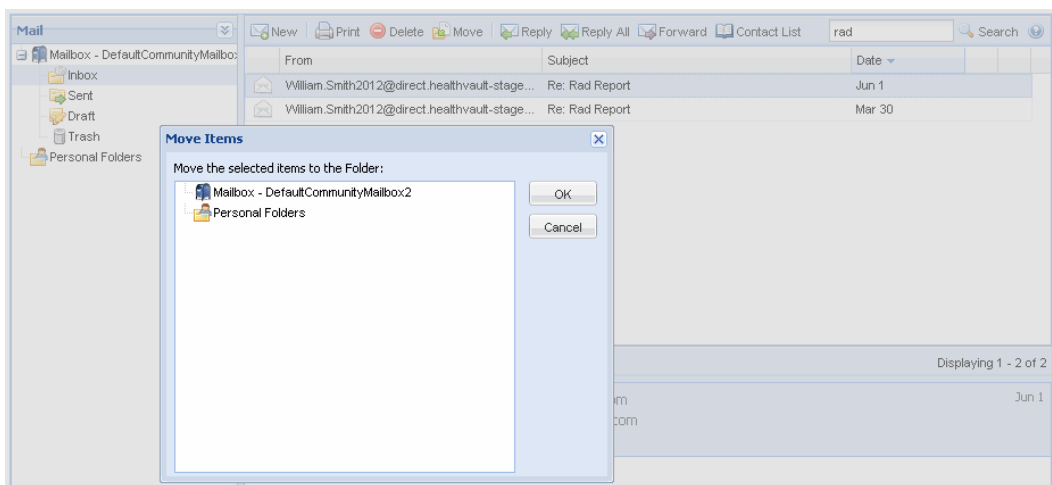 Mail
New Print Delete Move Reply Reply All Forward Contact List rad Search
Mailbox - DefaultCommunityMailbo
From Subject Date
Inbox
William.Smith2012@direct.healthvault-stage... Re: Rad Report Jun 1
Sent
William.Smith2012@direct.healthvault-stage... Re: Rad Report Mar 30
Draft
Trash
Personal Folders
Move Items
Move the selected items to the Folder:
Mailbox - DefaultCommunityMailbox2
Personal Folders
OK
Cancel
Displaying 1 - 2 of 2
om Jun 1
com